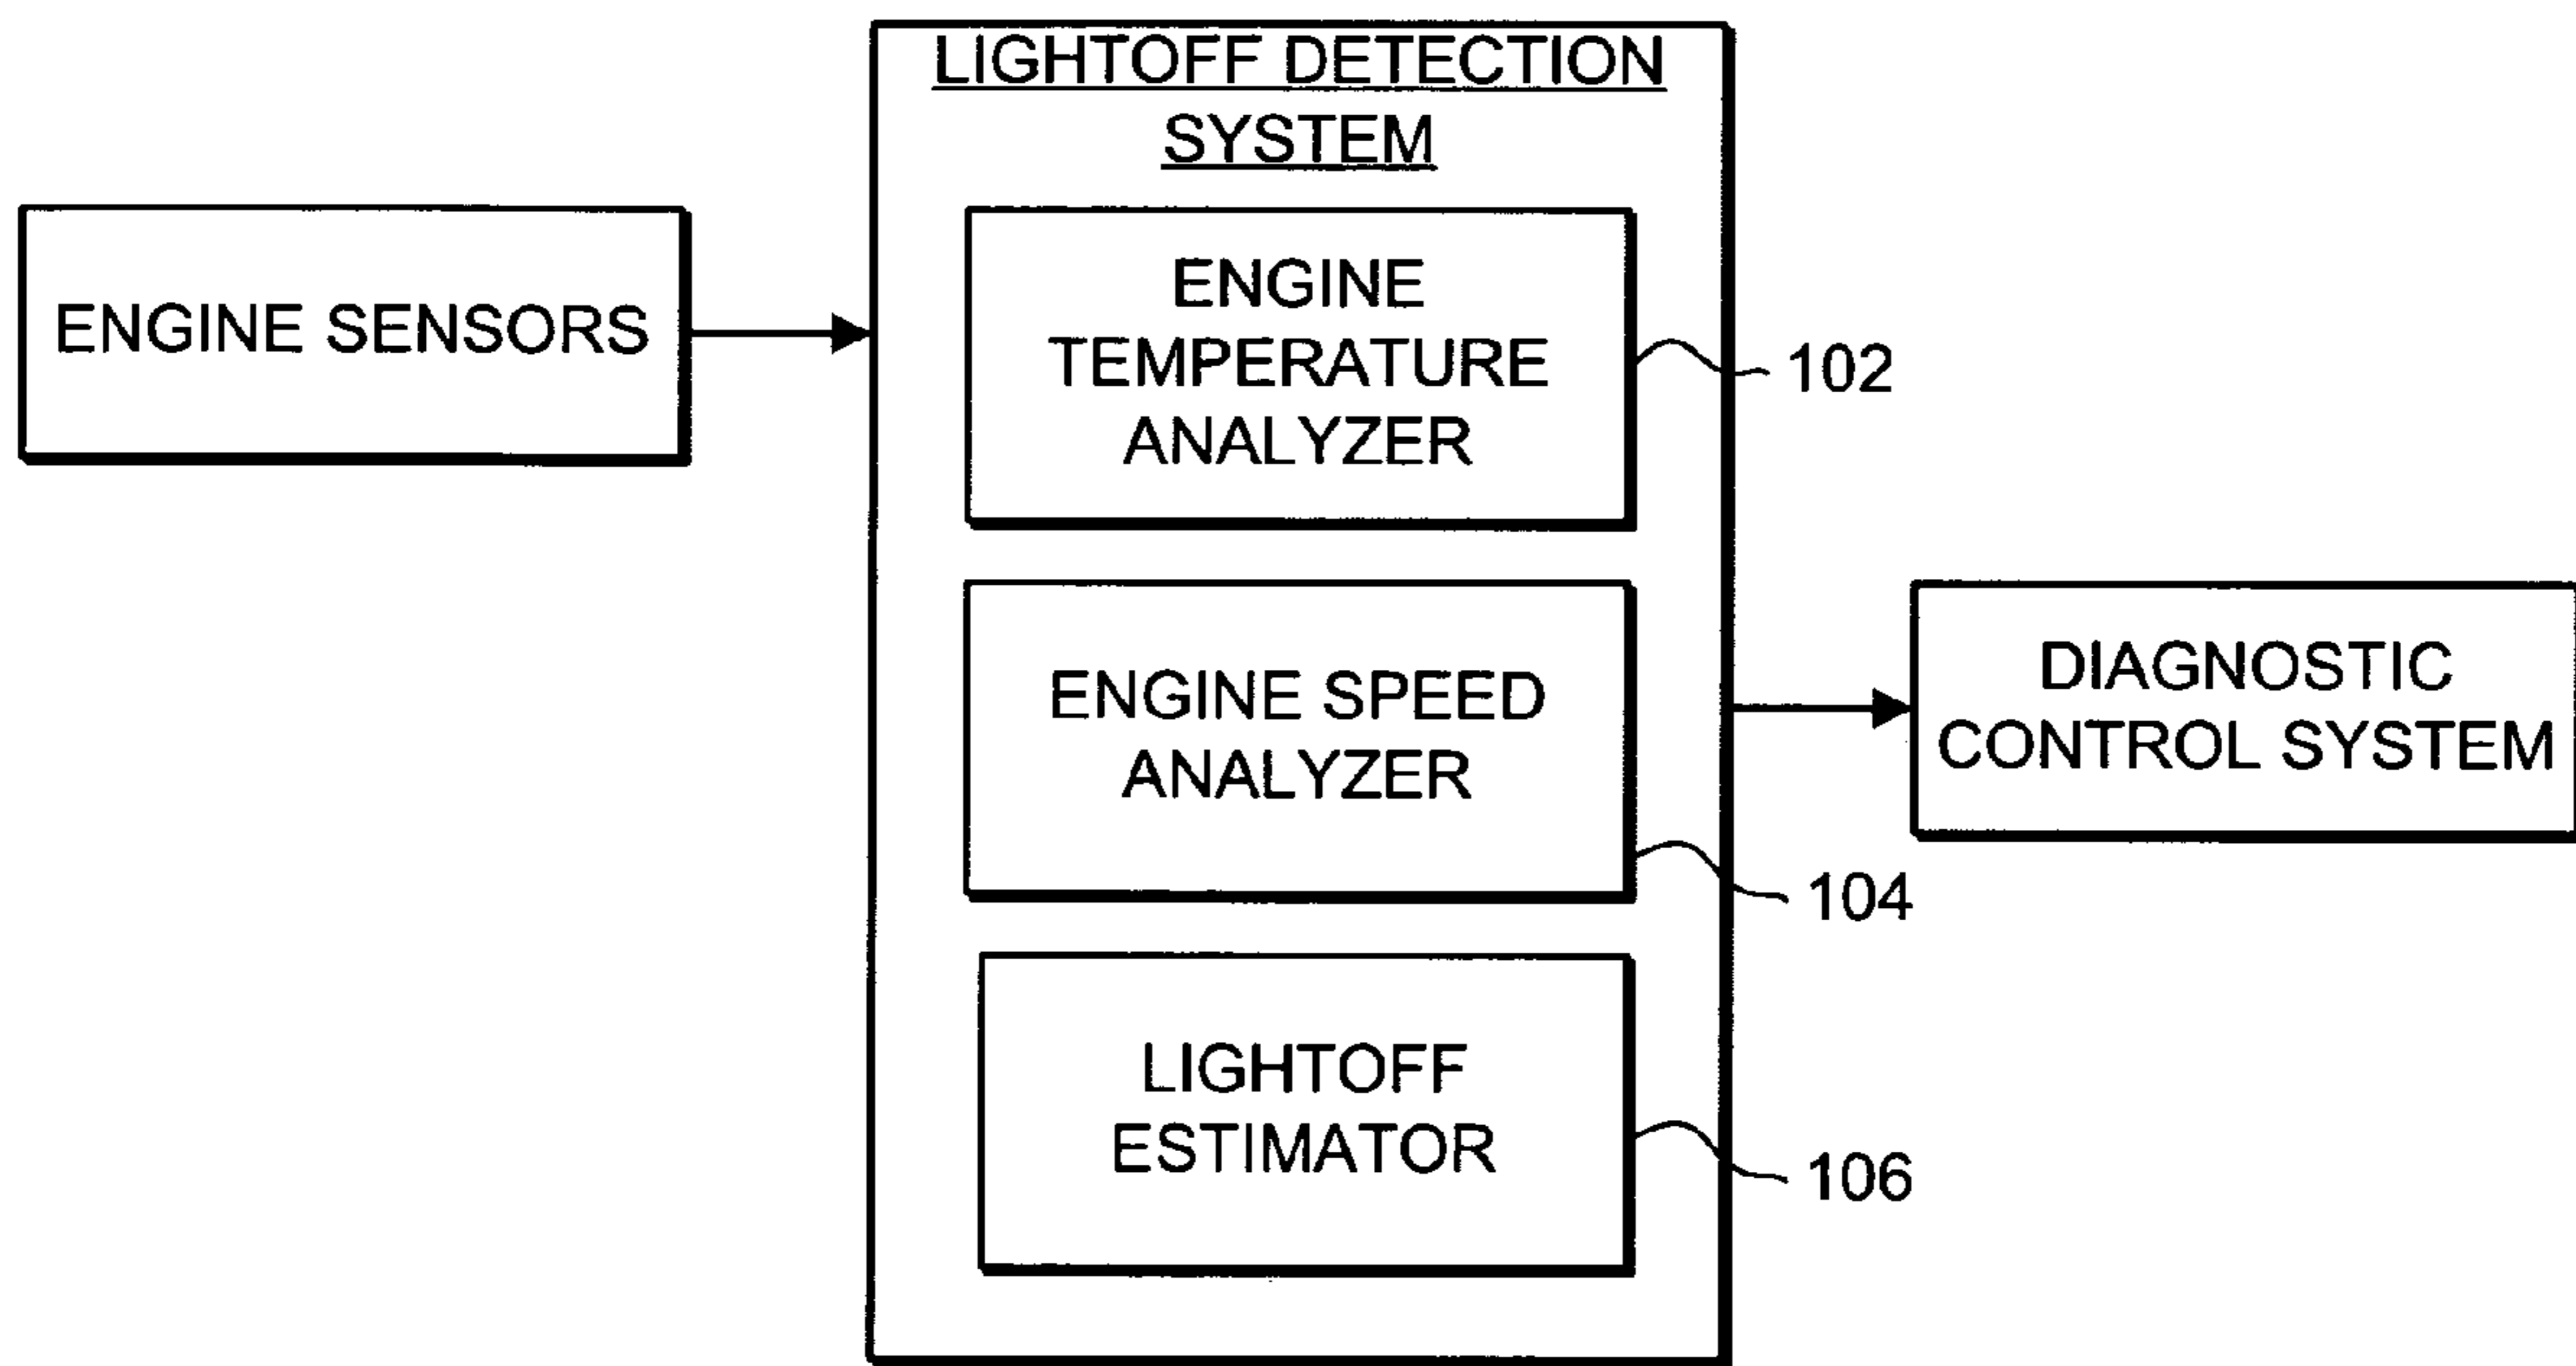 LIGHTOFF DETECTION
SYSTEM
ENGINE SENSORS
ENGINE
TEMPERATURE
ANALYZER
102
ENGINE SPEED
ANALYZER
104
LIGHTOFF
ESTIMATOR
106
DIAGNOSTIC
CONTROL SYSTEM